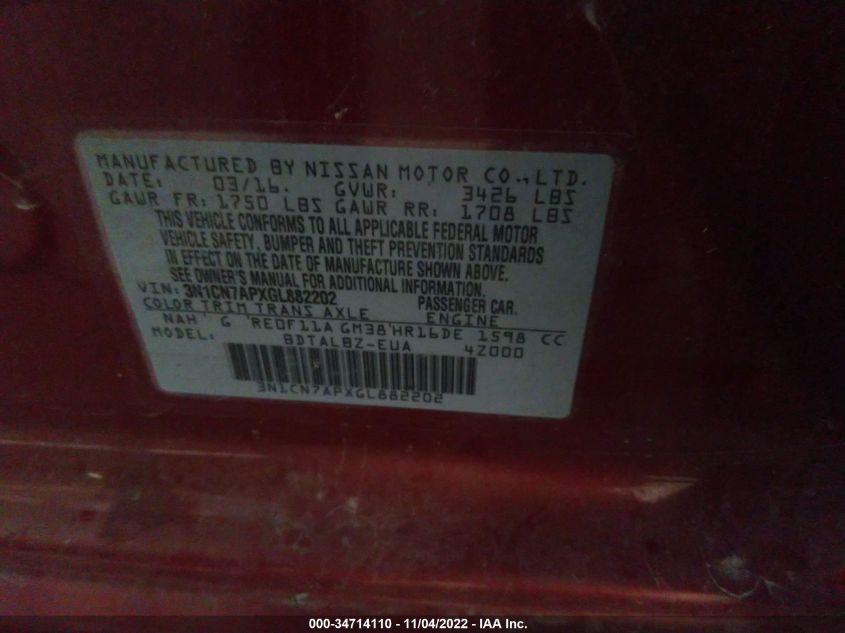 MANUFACTURED BY NISSAN MOTOR CO., LTD.
DATE: 03/16. GVWR: 3426 LBS
GAWR FR: 1750 LBS GAWR RR: 1708 LBS
THIS VEHICLE CONFORMS TO ALL APPLICABLE FEDERAL MOTOR
VEHICLE SAFETY, BUMPER AND THEFT PREVENTION STANDARDS
IN EFFECT ON THE DATE OF MANUFACTURE SHOWN ABOVE.
SEE OWNER'S MANUAL FOR ADDITIONAL INFORMATION.
VIN: 3N1CN7APXGL882202 PASSENGER CAR.
COLOR TRIM TRANS AXLE ENGINE
NAH G RE0F11A GM38 HR16DE 1598 CC
MODEL: BDTALBZ-EUA 4Z000
3N1CN7APXGL882202
000-34714110 - 11/04/2022 - IAA Inc.